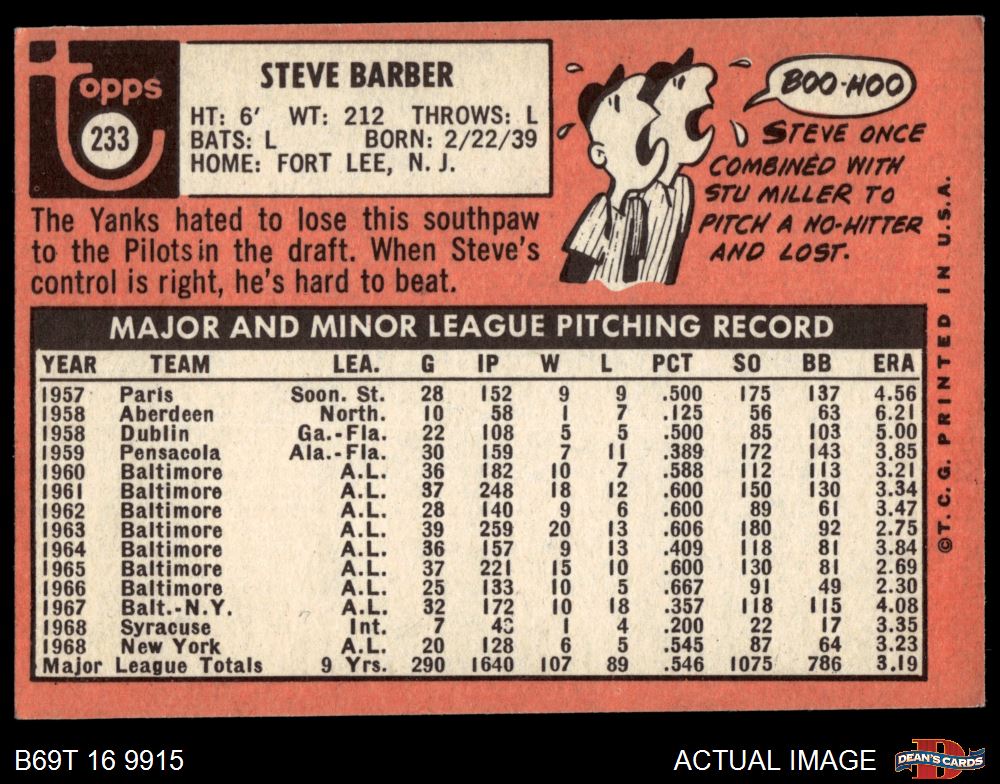 Topps
233
STEVE BARBER
HT: 6' WT: 212 THROWS: L
BATS: L BORN: 2/22/39
HOME: FORT LEE, N. J.
The Yanks hated to lose this southpaw
to the Pilots in the draft. When Steve's
control is right, he's hard to beat.
BOO-HOO
STEVE ONCE
COMBINED WITH
STU MILLER TO
PITCH A NO-HITTER
AND LOST.
MAJOR AND MINOR LEAGUE PITCHING RECORD
YEAR TEAM LEA. G IP W L PCT SO BB ERA
1957 Paris Soon. St. 28 152 9 9 .500 175 137 4.56
1958 Aberdeen North. 10 58 1 7 .125 56 63 6.21
1958 Dublin Ga.-Fla. 22 108 5 5 .500 85 103 5.00
1959 Pensacola Ala.-Fla. 30 159 7 11 .389 172 143 3.85
1960 Baltimore A.L. 36 182 10 7 .588 112 113 3.21
1961 Baltimore A.L. 37 248 18 12 .600 150 130 3.34
1962 Baltimore A.L. 28 140 9 6 .600 89 61 3.47
1963 Baltimore A.L. 39 259 20 13 .606 180 92 2.75
1964 Baltimore A.L. 36 157 9 13 .409 118 81 3.84
1965 Baltimore A.L. 37 221 15 10 .600 130 81 2.69
1966 Baltimore A.L. 25 133 10 5 .667 91 49 2.30
1967 Balt.-N.Y. A.L. 32 172 10 18 .357 118 115 4.08
1968 Syracuse Int. 7 1 4 .200 22 17 3.35
1968 New York A.L. 20 128 6 5 .545 87 64 3.23
Major League Totals 9 Yrs. 290 1640 107 89 .546 1075 786 3.19
©T. C. G. PRINTED IN U.S.A.
B69T 16 9915
ACTUAL IMAGE
D
DEAN'S CARDS